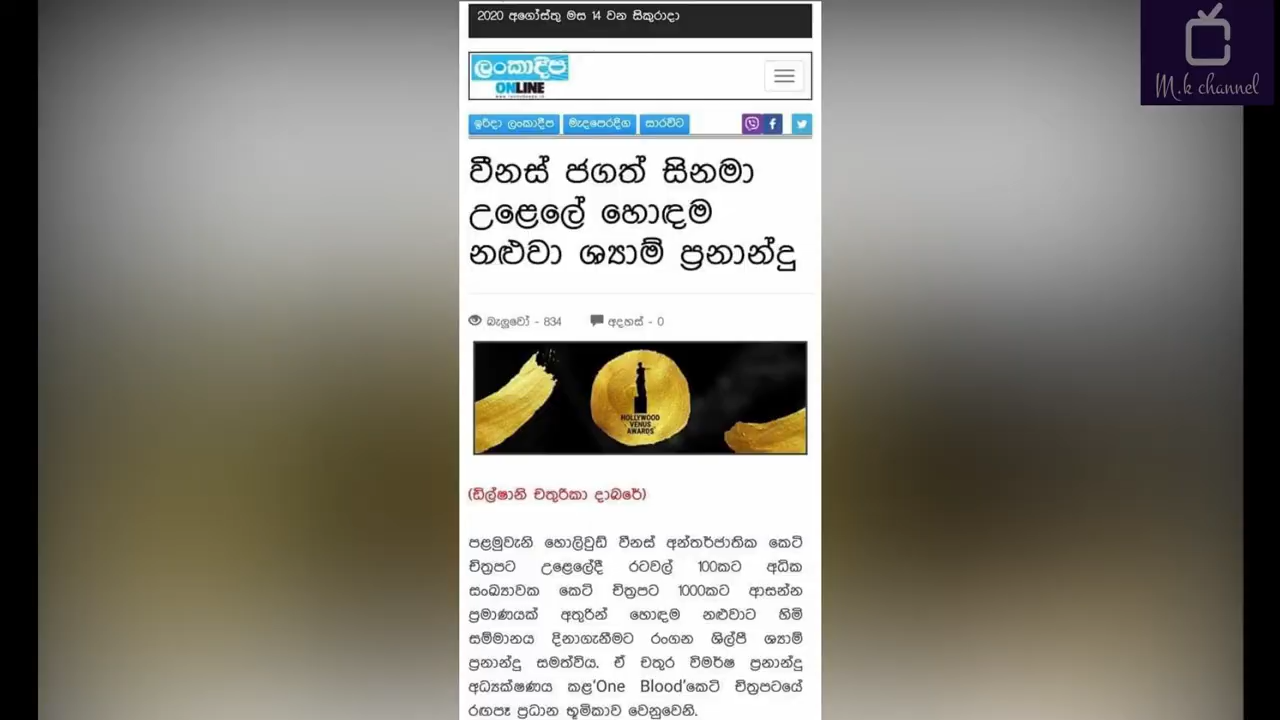 2020 අගෝස්තු මස 14 වන සිකුරාදා
M.k channel
ලංකාදීප
ONLINE
ඉරිදා ලංකාදීප මැදපෙරදිග සාරවිට
වීනස් ජගත් සිනමා
උළෙලේ හොඳම
නළුවා ශ්‍යාම් ප්‍රනාන්දු
බැලුවෝ - 834 අදහස් - 0
HOLLYWOOD
VENUS
AWARDS
(ඩිල්ෂානි චතුරිකා දාබරේ)
පළමුවැනි හොලිවුඩ් වීනස් අන්තර්ජාතික කෙටි
චිත්‍රපට උළෙලේදී රටවල් 100කට අධික
සංඛ්‍යාවක කෙටි චිත්‍රපට 1000කට ආසන්න
ප්‍රමාණයක් අතුරින් හොඳම නළුවාට හිමි
සම්මානය දිනාගැනීමට රංගන ශිල්පී ශ්‍යාම්
ප්‍රනාන්දු සමත්විය. ඒ චතුර විමර්ෂ ප්‍රනාන්දු
අධ්‍යක්ෂණය කළ‘One Blood’කෙටි චිත්‍රපටයේ
රඟපෑ ප්‍රධාන භූමිකාව වෙනුවෙනි.